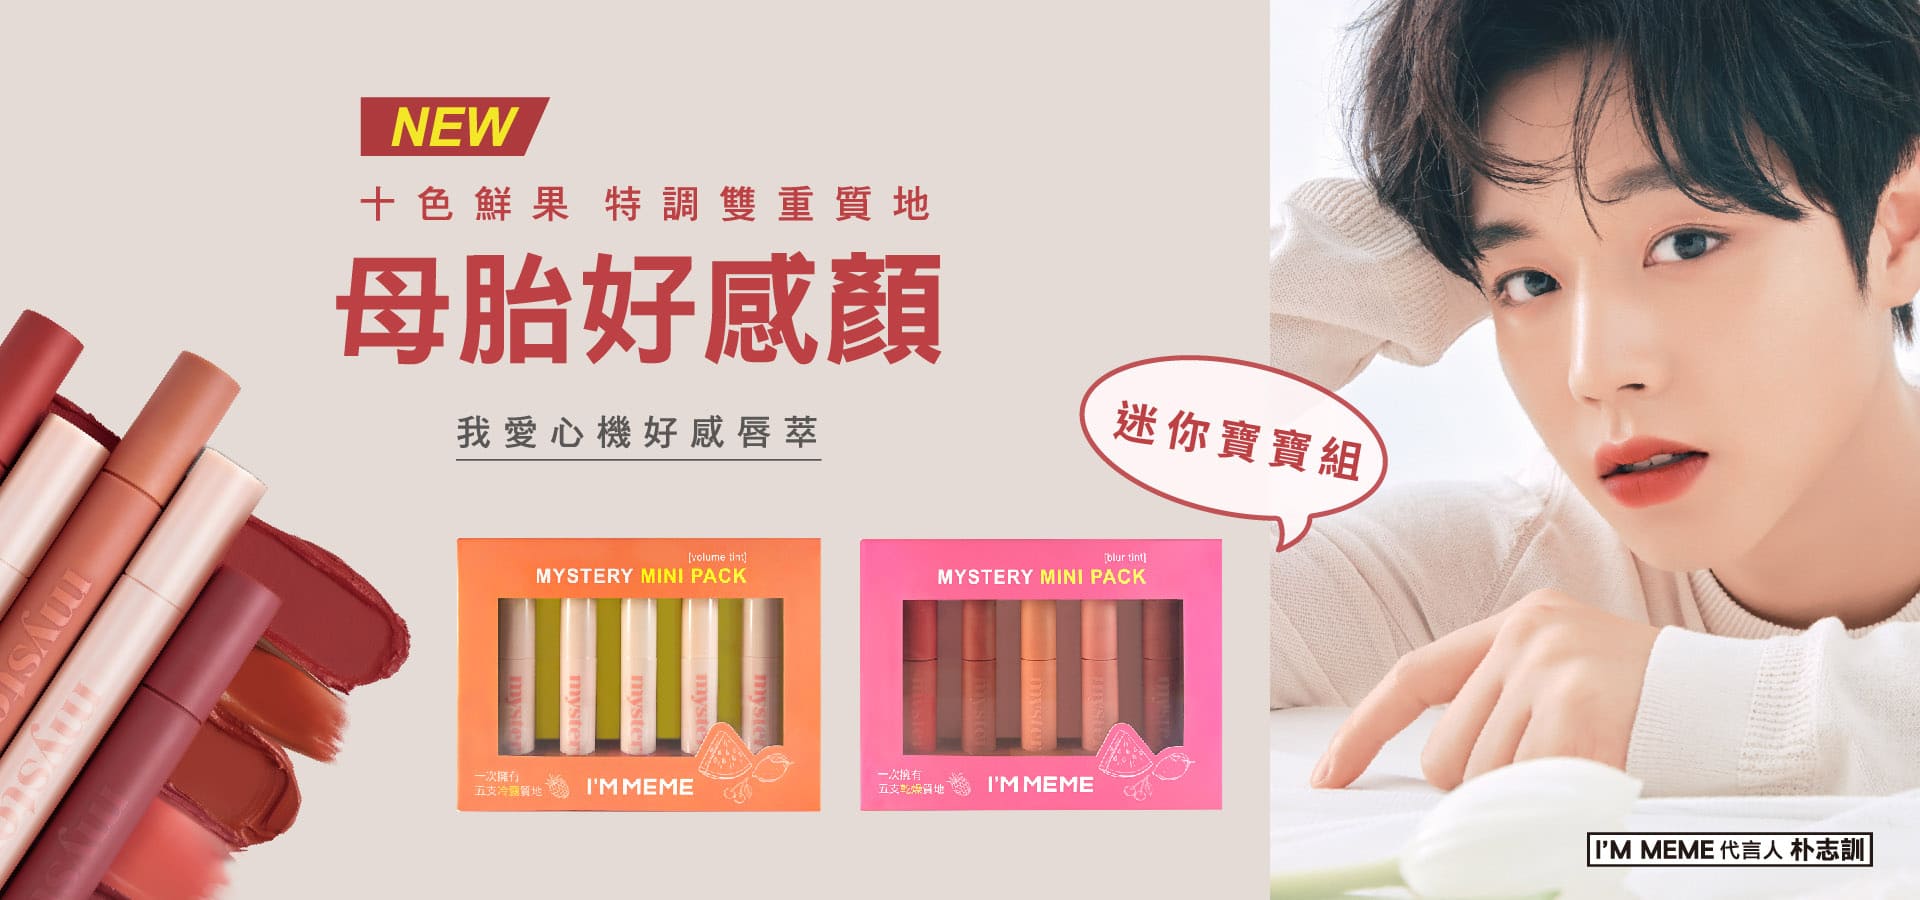 NEW
十色鮮果 特調雙重質地
母胎好感顏
我愛心機好感唇萃
迷你寶寶組
[volume tint]
MYSTERY MINI PACK
mystery
一次擁有
五支冷露質地
I'M MEME
[blur tint]
MYSTERY MINI PACK
一次擁有
五支乾燥質地
I'M MEME
I'M MEME 代言人 朴志訓